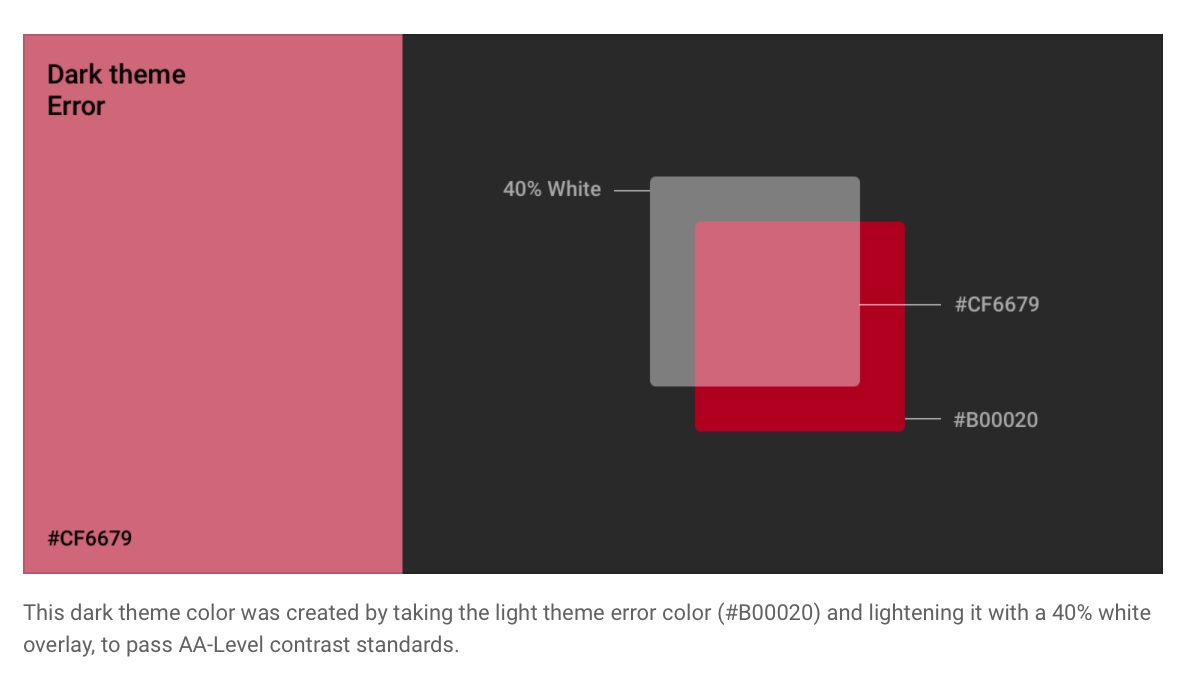 Dark theme
Error
40% White
#CF6679
#B00020
#CF6679
This dark theme color was created by taking the light theme error color (#B00020) and lightening it with a 40% white
overlay, to pass AA-Level contrast standards.